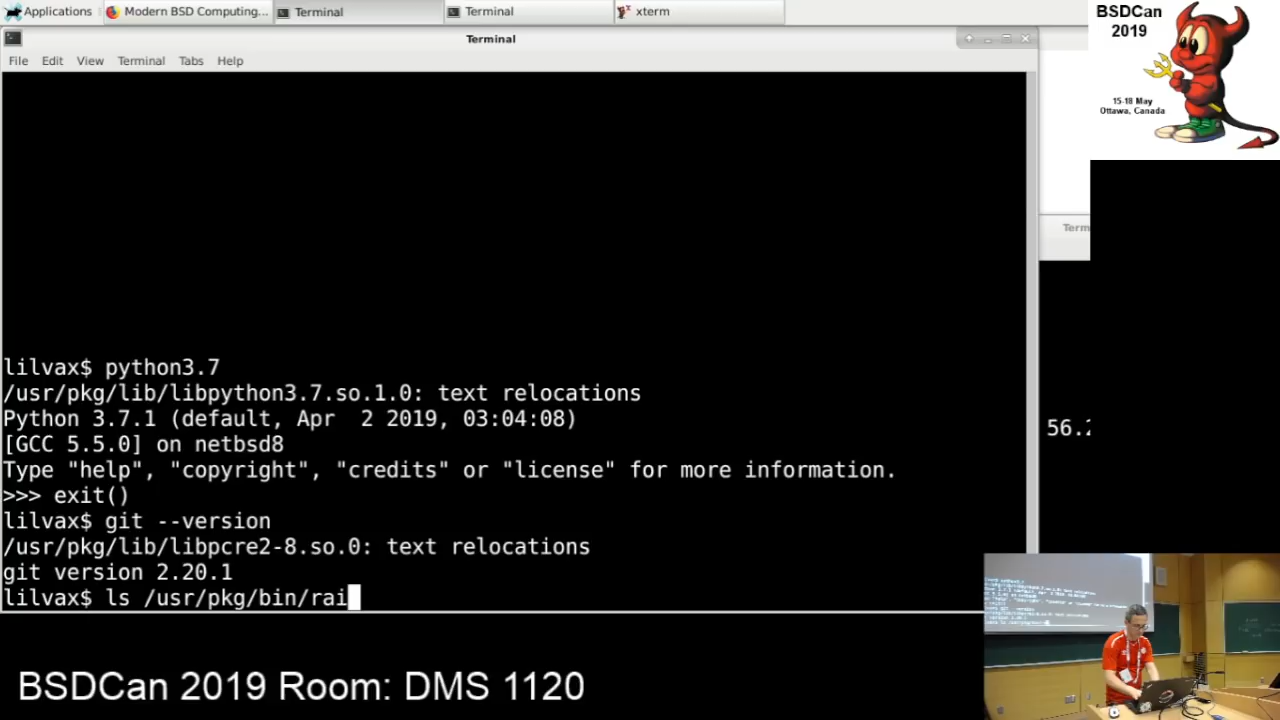 Applications
Modern BSD Computing...
Terminal
Terminal
xterm
Terminal
File Edit View Terminal Tabs Help
lilvax$ python3.7
/usr/pkg/lib/libpython3.7.so.1.0: text relocations
Python 3.7.1 (default, Apr  2 2019, 03:04:08)
[GCC 5.5.0] on netbsd8
Type "help", "copyright", "credits" or "license" for more information.
>>> exit()
lilvax$ git --version
/usr/pkg/lib/libpcre2-8.so.0: text relocations
git version 2.20.1
lilvax$ ls /usr/pkg/bin/rai
BSDCan
2019
15-18 May
Ottawa, Canada
Term
56.2
BSDCan 2019 Room: DMS 1120